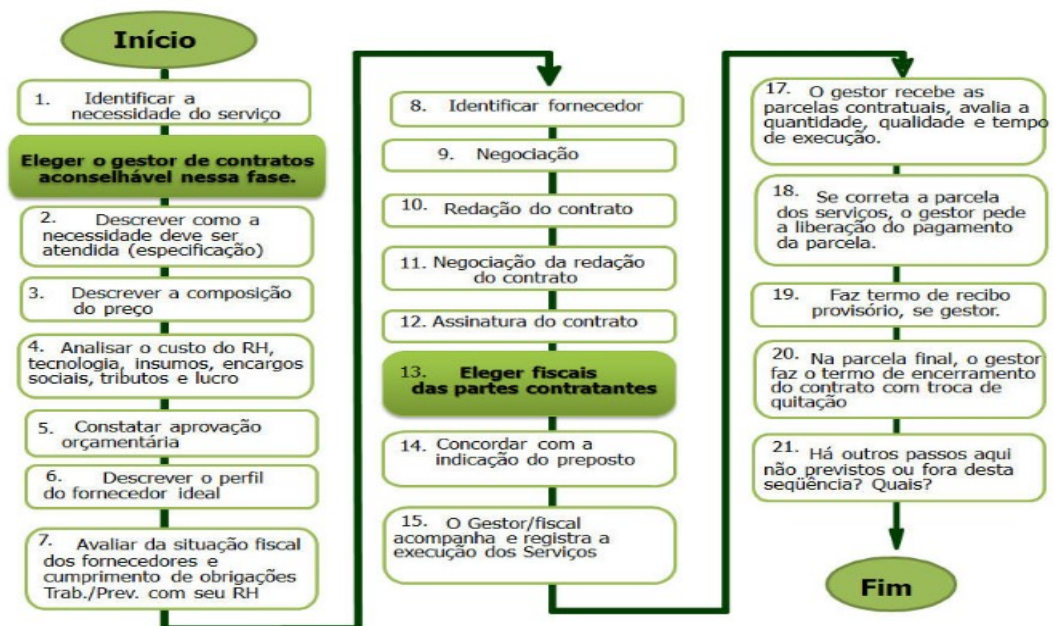 Início
1. Identificar a
necessidade do serviço
Eleger o gestor de contratos
aconselhável nessa fase.
2. Descrever como a
necessidade deve ser
atendida (especificação)
3. Descrever a composição
do preço
4. Analisar o custo do RH,
tecnologia, insumos, encargos
sociais, tributos e lucro
5. Constatar aprovação
orçamentária
6. Descrever o perfil
do fornecedor ideal
7. Avaliar da situação fiscal
dos fornecedores e
cumprimento de obrigações
Trab./Prev. com seu RH
8. Identificar fornecedor
9. Negociação
10. Redação do contrato
11. Negociação da redação
do contrato
12. Assinatura do contrato
13. Eleger fiscais
das partes contratantes
14. Concordar com a
indicação do preposto
15. O Gestor/fiscal
acompanha e registra a
execução dos Serviços
17. O gestor recebe as
parcelas contratuais, avalia a
quantidade, qualidade e tempo
de execução.
18. Se correta a parcela
dos serviços, o gestor pede
a liberação do pagamento
da parcela.
19. Faz termo de recibo
provisório, se gestor.
20. Na parcela final, o gestor
faz o termo de encerramento
do contrato com troca de
quitação
21. Há outros passos aqui
não previstos ou fora desta
seqüência? Quais?
Fim